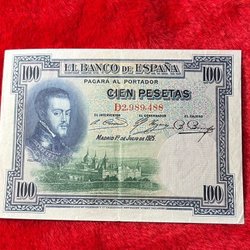 100 EL BANCO DE ESPAÑA 100
PAGARÁ AL PORTADOR
CIEN PESETAS
D2,989,488
EL INTERVENTOR EL GOBERNADOR EL CAJERO
Madrid 1º de Julio de 1925.
100 100